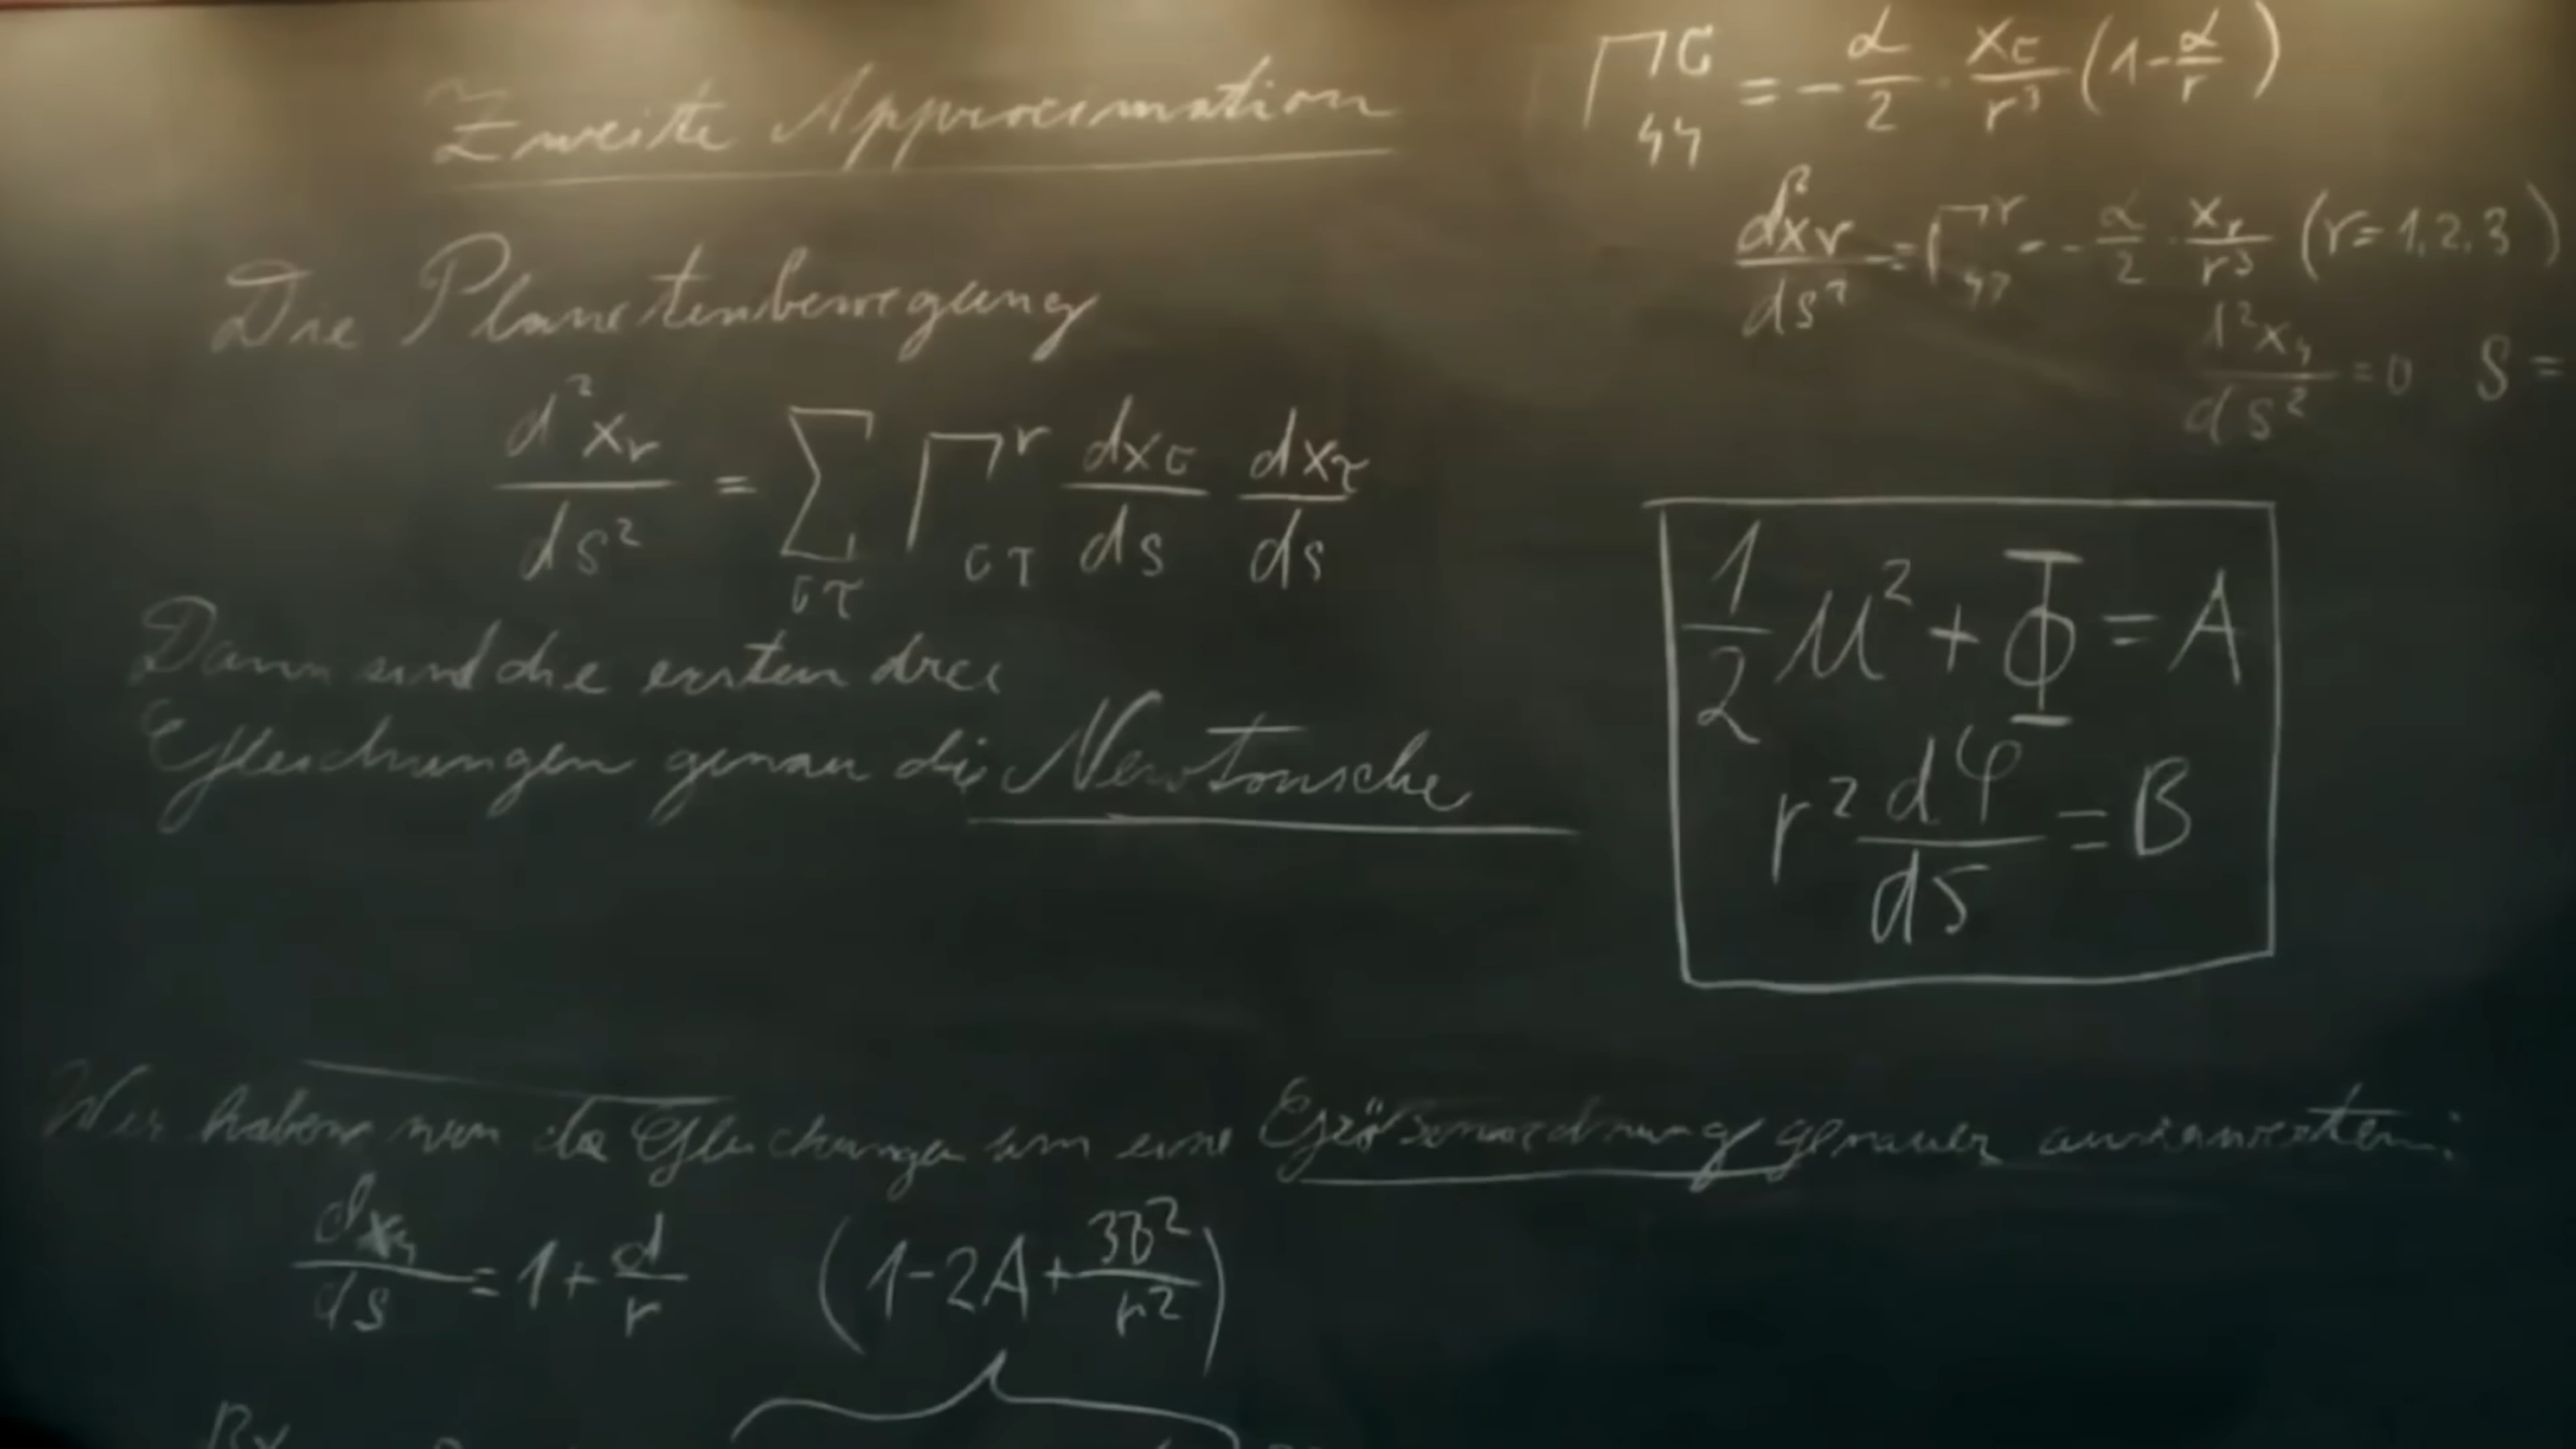 Zweite Approximation
Γ^σ_44 = - α/2 · x_σ/r³ (1 - α/r)
d²x_ν/ds² = Γ^ν_44 = - α/2 · x_ν/r³ (ν = 1, 2, 3)
d²x_4/ds² = 0 S =
Die Planetenbewegung
d²x_ν/ds² = Σ_στ Γ^ν_στ dx_σ/ds dx_τ/ds
Dann sind die ersten drei
Gleichungen genau die Newtonsche
1/2 u² + Φ = A
r² dφ/ds = B
Wir haben nun die Gleichungen um eine Größenordnung genauer auszuwerten:
dx_4/ds = 1 + α/r (1 - 2A + 3B²/r²)